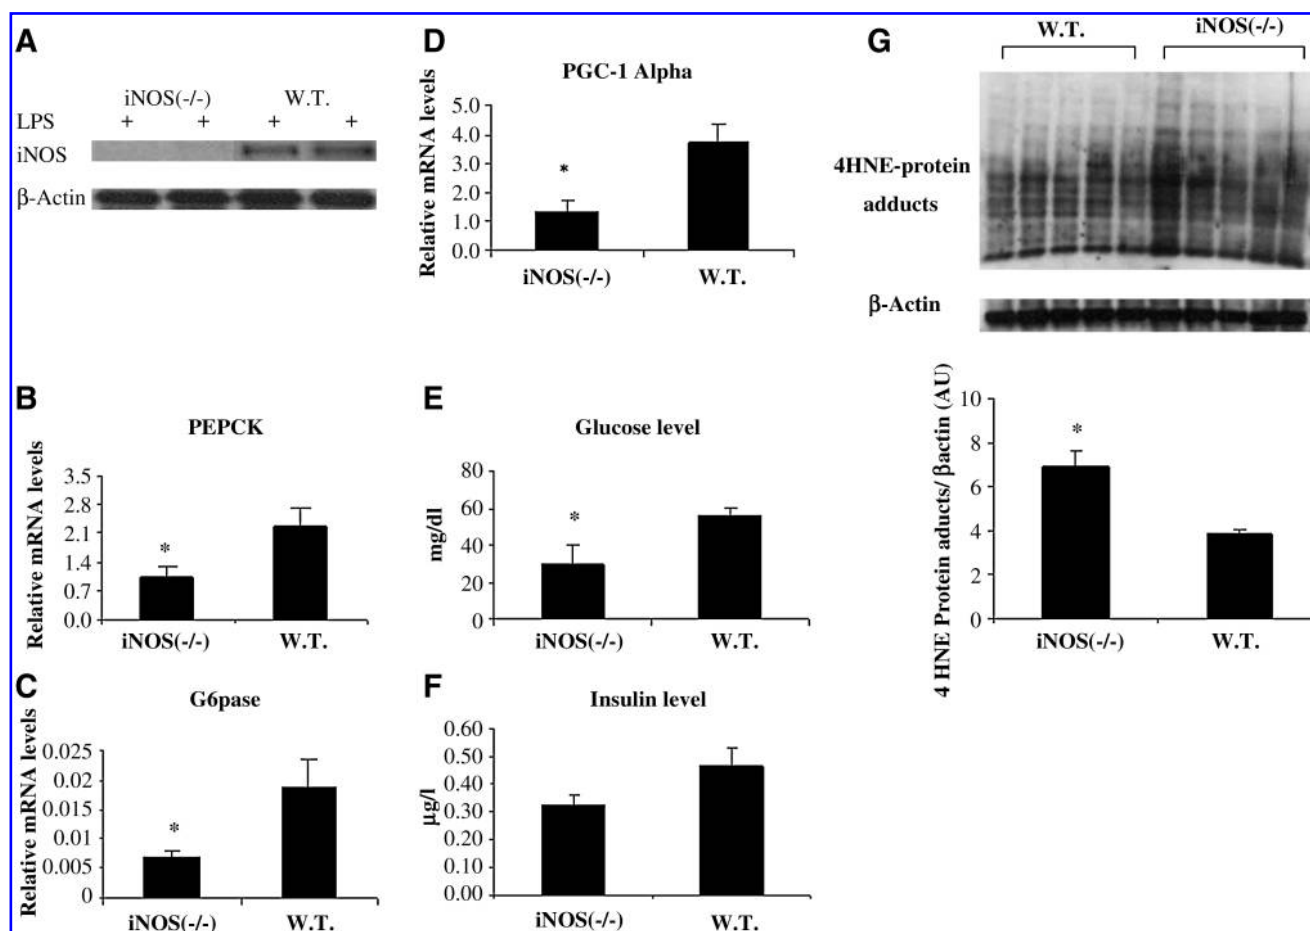 A
iNOS(-/-) W.T.
LPS + + + +
iNOS
β-Actin
B
PEPCK
Relative mRNA levels
3.5
2.8
2.1
1.4
0.7
0.0
*
iNOS(-/-) W.T.
C
G6pase
Relative mRNA levels
0.025
0.02
0.015
0.01
0.005
0
*
iNOS(-/-) W.T.
D
PGC-1 Alpha
Relative mRNA levels
5.0
4.0
3.0
2.0
1.0
0.0
*
iNOS(-/-) W.T.
E
Glucose level
mg/dl
80
60
40
20
0
*
iNOS(-/-) W.T.
F
Insulin level
μg/l
0.60
0.50
0.40
0.30
0.20
0.10
0.00
iNOS(-/-) W.T.
G
W.T. iNOS(-/-)
4HNE-protein
adducts
β-Actin
4 HNE Protein aducts/ βactin (AU)
10
8
6
4
2
0
*
iNOS(-/-) W.T.